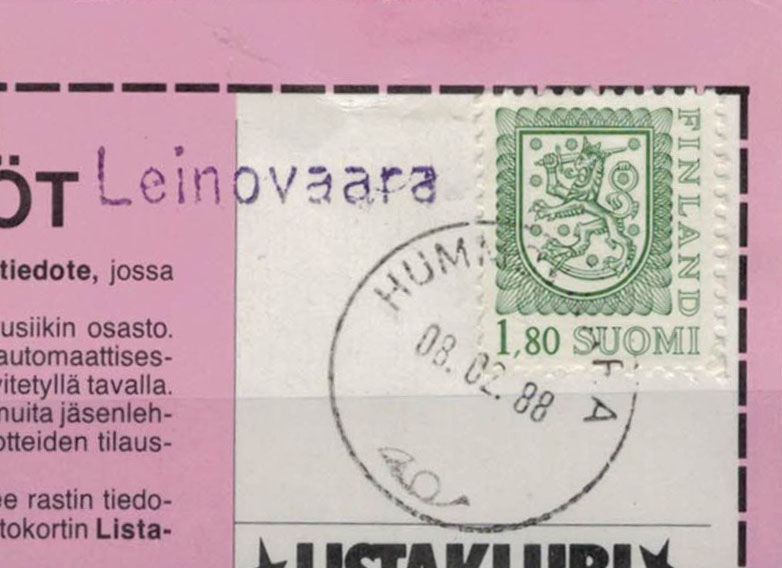 ÖT Leinovaara
tiedote, jossa
usiikin osasto.
automaattises-
vitetyllä tavalla.
muita jäsenleh-
otteiden tilaus-
ee rastin tiedo-
tokortin Lista-
FINLAND
1,80 SUOMI
08.02.88
LISTAKLUBI